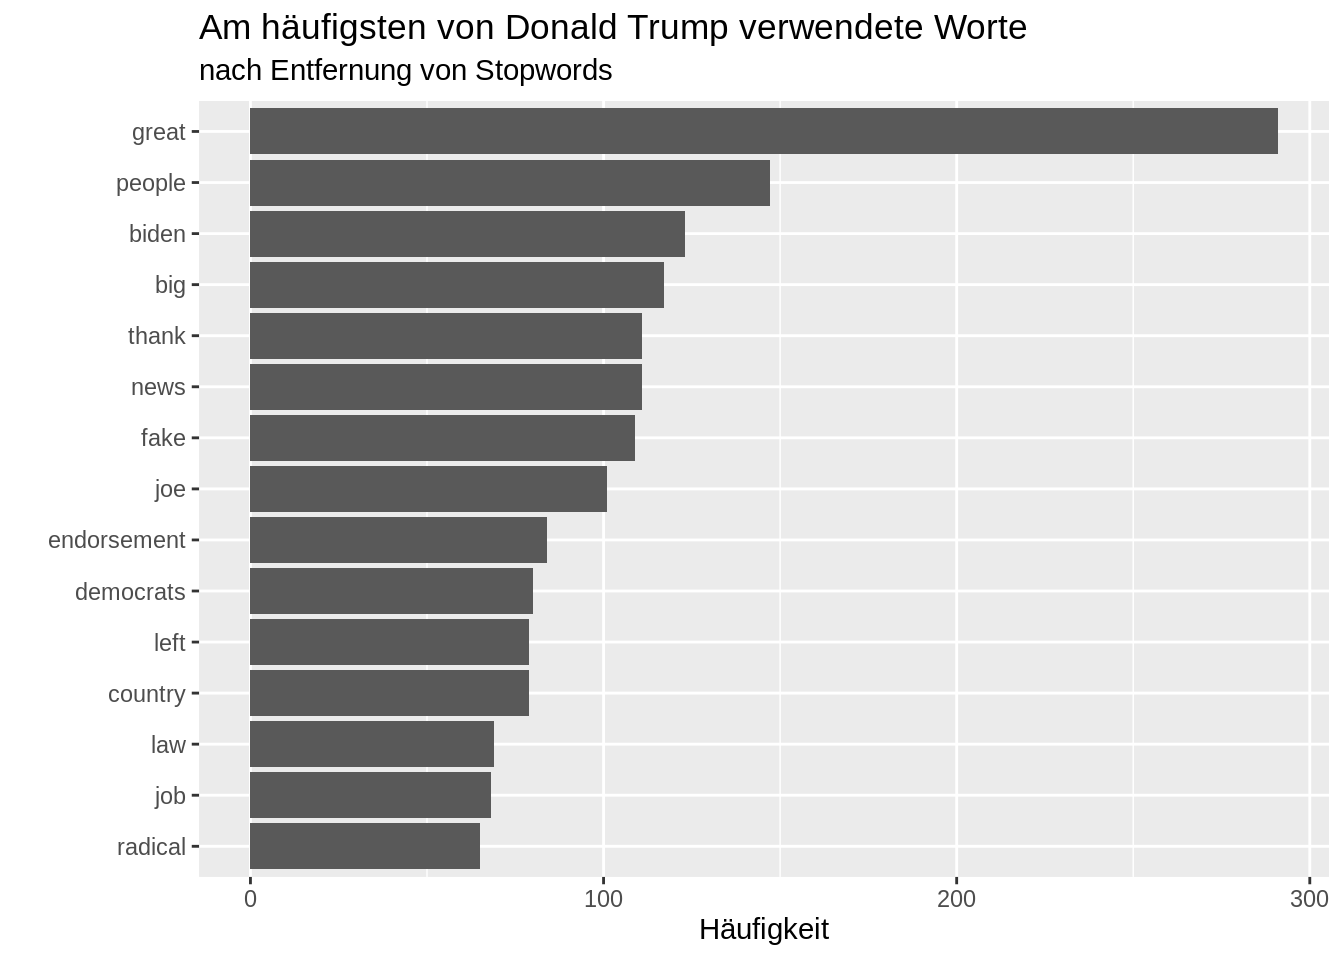 Am häufigsten von Donald Trump verwendete Worte
nach Entfernung von Stopwords
great
people
biden
big
thank
news
fake
joe
endorsement
democrats
left
country
law
job
radical
0 100 200 300
Häufigkeit